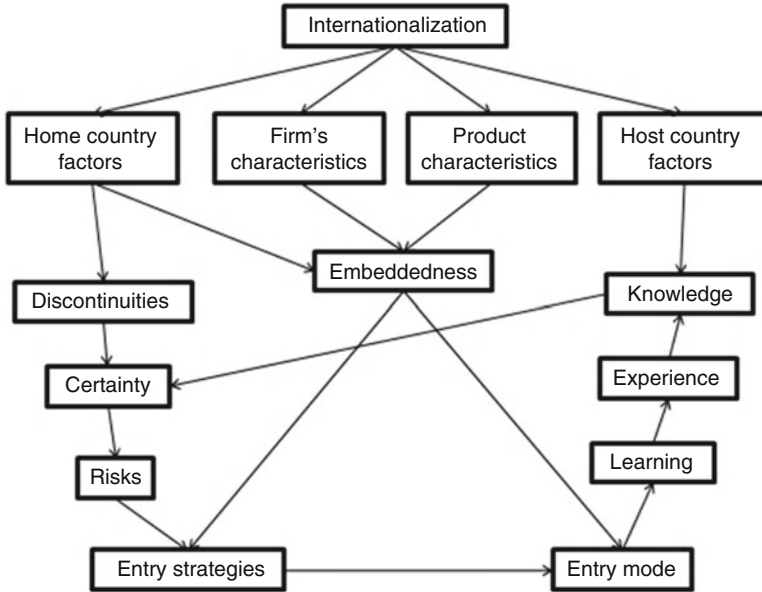 Internationalization
Home country
factors
Firm's
characteristics
Product
characteristics
Host country
factors
Embeddedness
Discontinuities
Knowledge
Certainty
Experience
Risks
Learning
Entry strategies
Entry mode